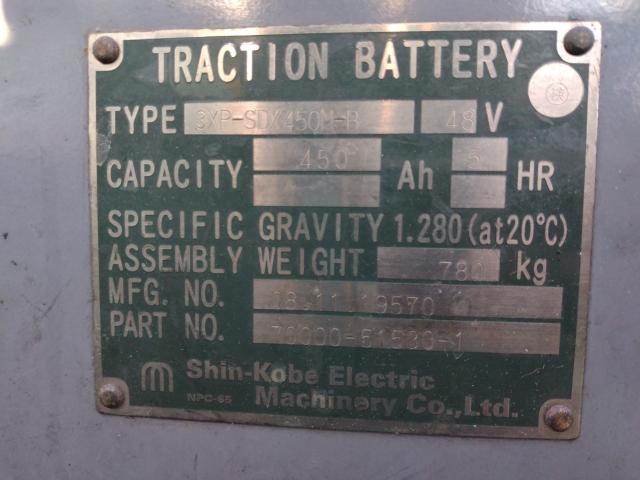 TRACTION BATTERY
TYPE 3YP-SDX450M-B 48 V
CAPACITY 450 Ah 5 HR
SPECIFIC GRAVITY 1.280 (at20°C)
ASSEMBLY WEIGHT 780 kg
MFG. NO. 19570
PART NO.
Shin-Kobe Electric
NPC-65 Machinery Co.,Ltd.